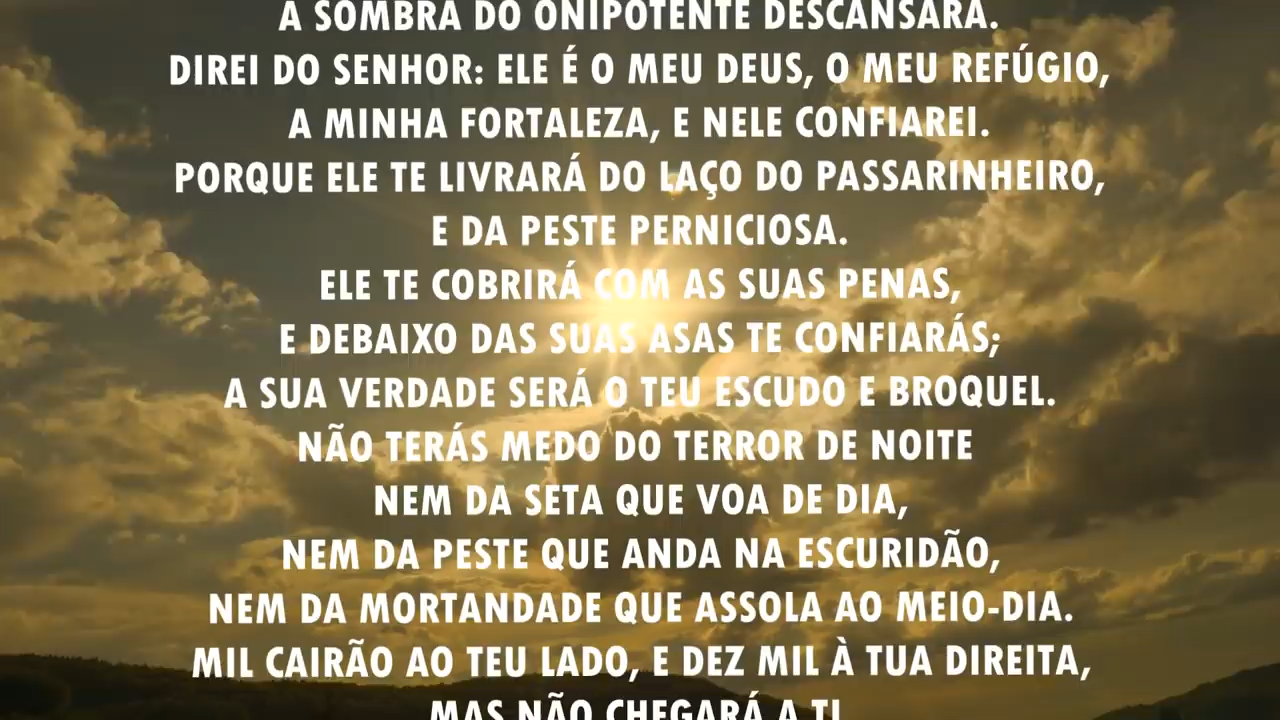 À SOMBRA DO ONIPOTENTE DESCANSARÁ.
DIREI DO SENHOR: ELE É O MEU DEUS, O MEU REFÚGIO,
A MINHA FORTALEZA, E NELE CONFIAREI.
PORQUE ELE TE LIVRARÁ DO LAÇO DO PASSARINHEIRO,
E DA PESTE PERNICIOSA.
ELE TE COBRIRÁ COM AS SUAS PENAS,
E DEBAIXO DAS SUAS ASAS TE CONFIARÁS;
A SUA VERDADE SERÁ O TEU ESCUDO E BROQUEL.
NÃO TERÁS MEDO DO TERROR DE NOITE
NEM DA SETA QUE VOA DE DIA,
NEM DA PESTE QUE ANDA NA ESCURIDÃO,
NEM DA MORTANDADE QUE ASSOLA AO MEIO-DIA.
MIL CAIRÃO AO TEU LADO, E DEZ MIL À TUA DIREITA,
MAS NÃO CHEGARÁ A TI